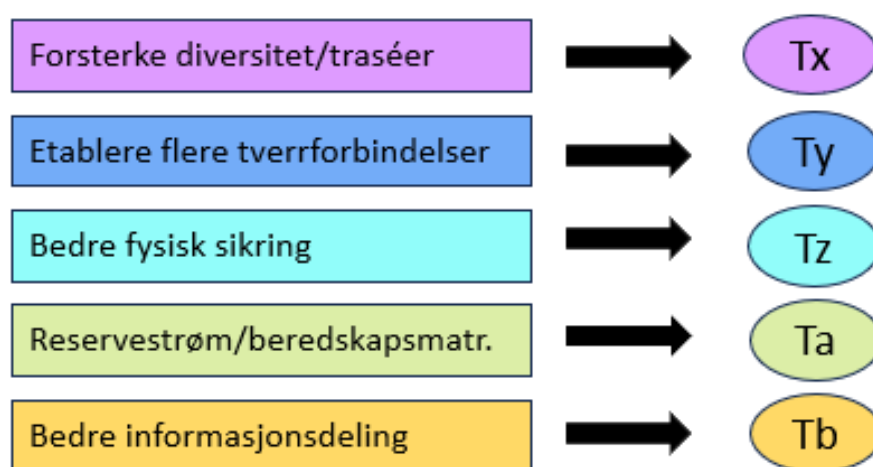 Forsterke diversitet/traséer Tx
Etablere flere tverrforbindelser Ty
Bedre fysisk sikring Tz
Reservestrøm/beredskapsmatr. Ta
Bedre informasjonsdeling Tb